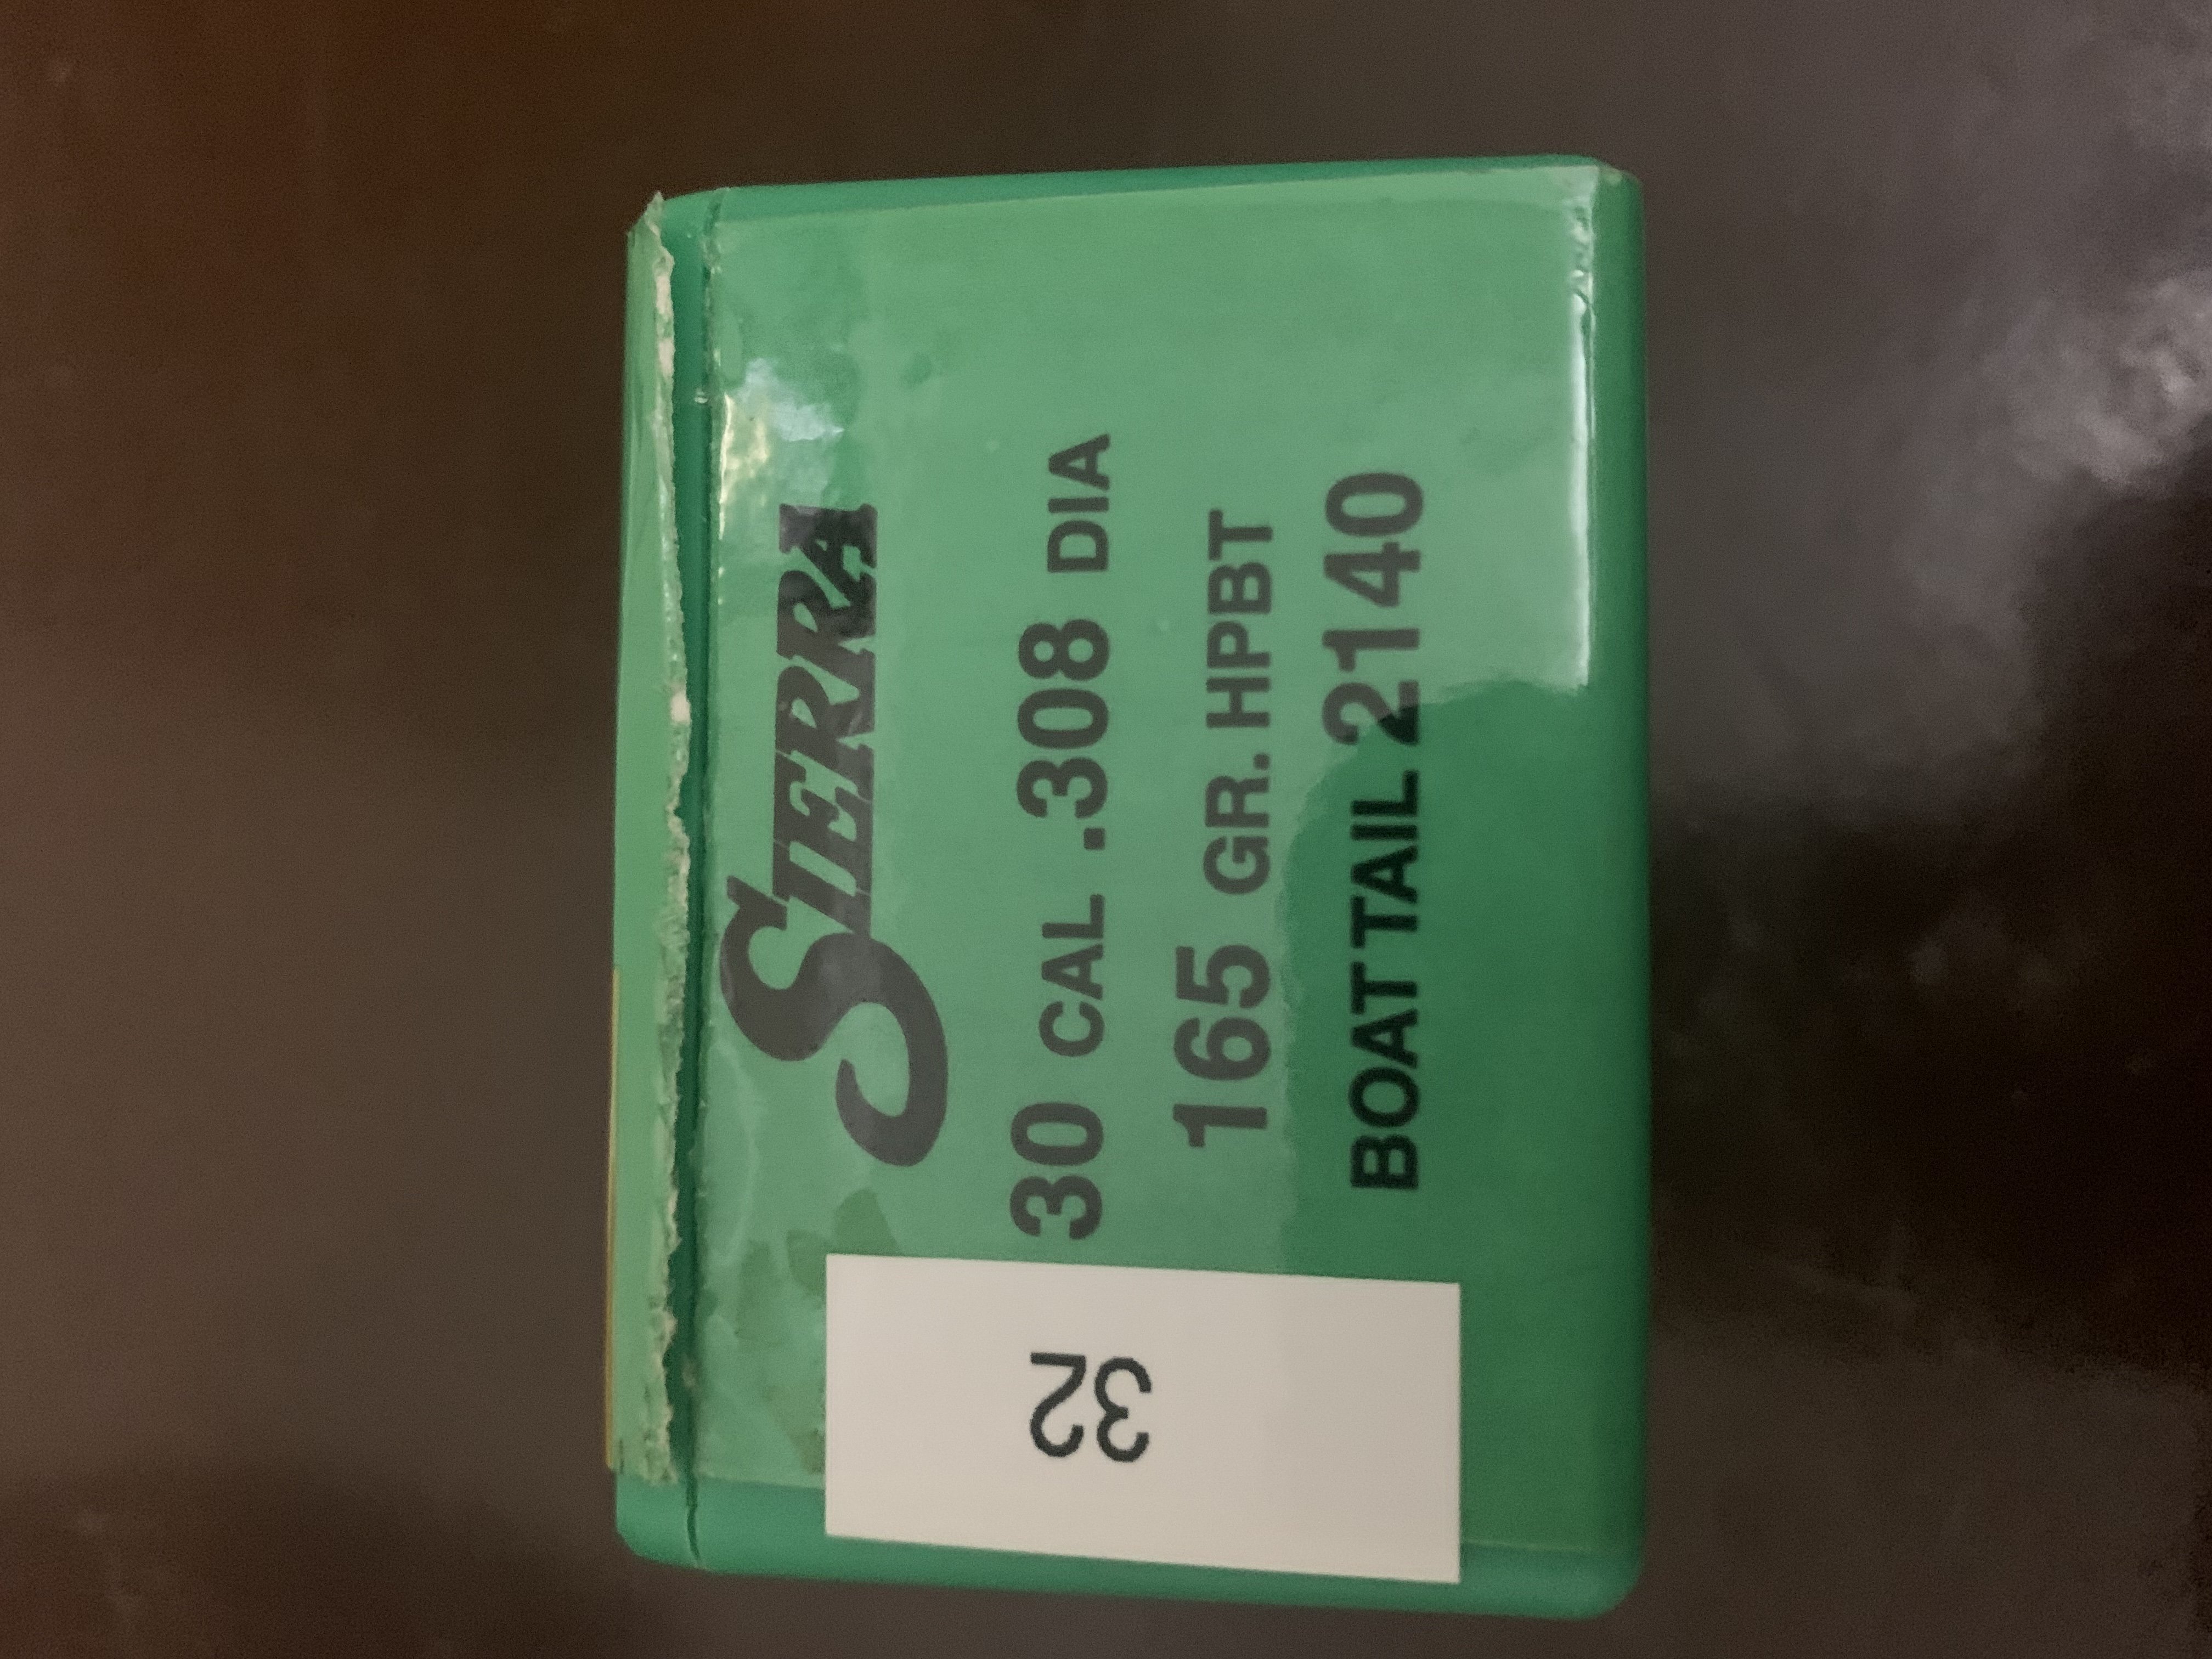 SIERRA
30 CAL .308 DIA
165 GR. HPBT
BOAT TAIL 2140
32